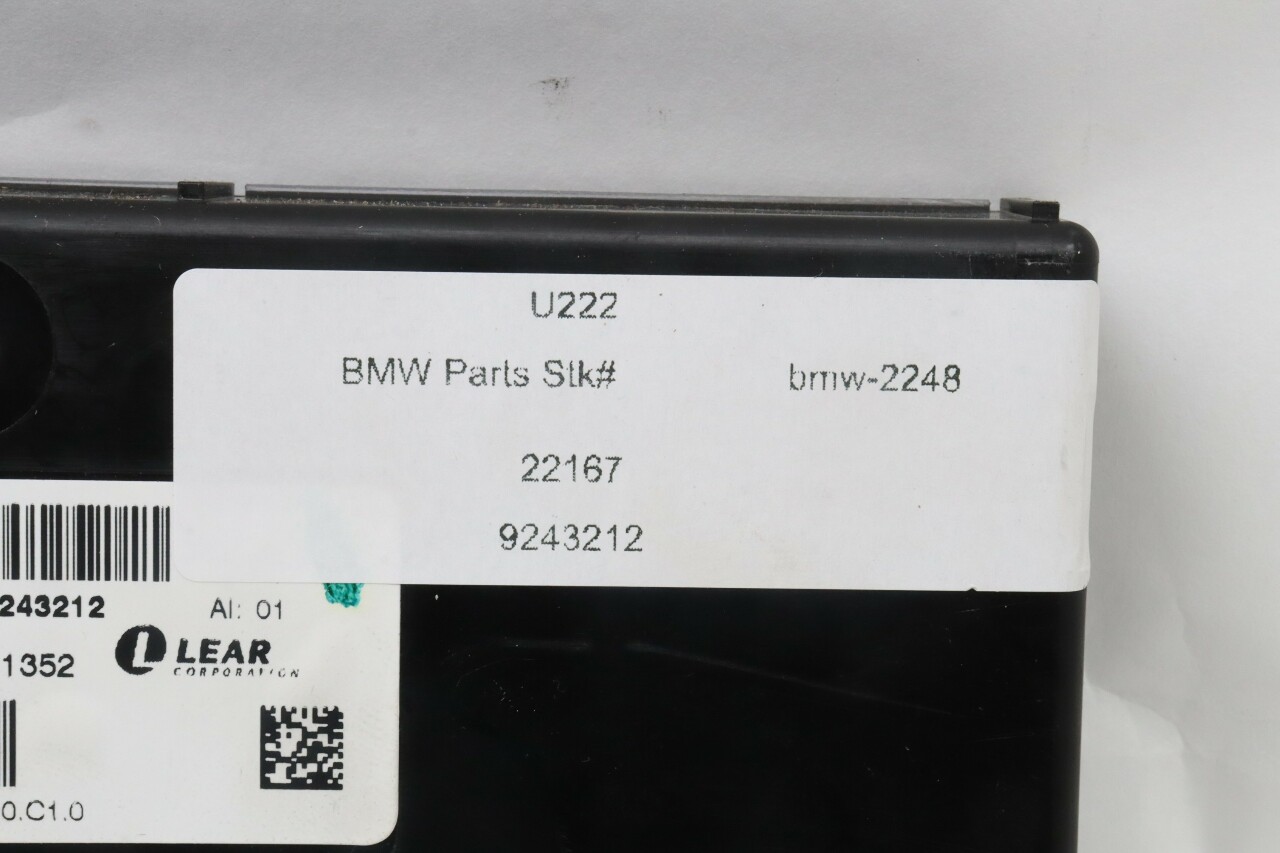 U222
BMW Parts Stk# bmw-2248
22167
9243212
243212 AI: 01
1352 LEAR
CORPORATION
0.C1.0